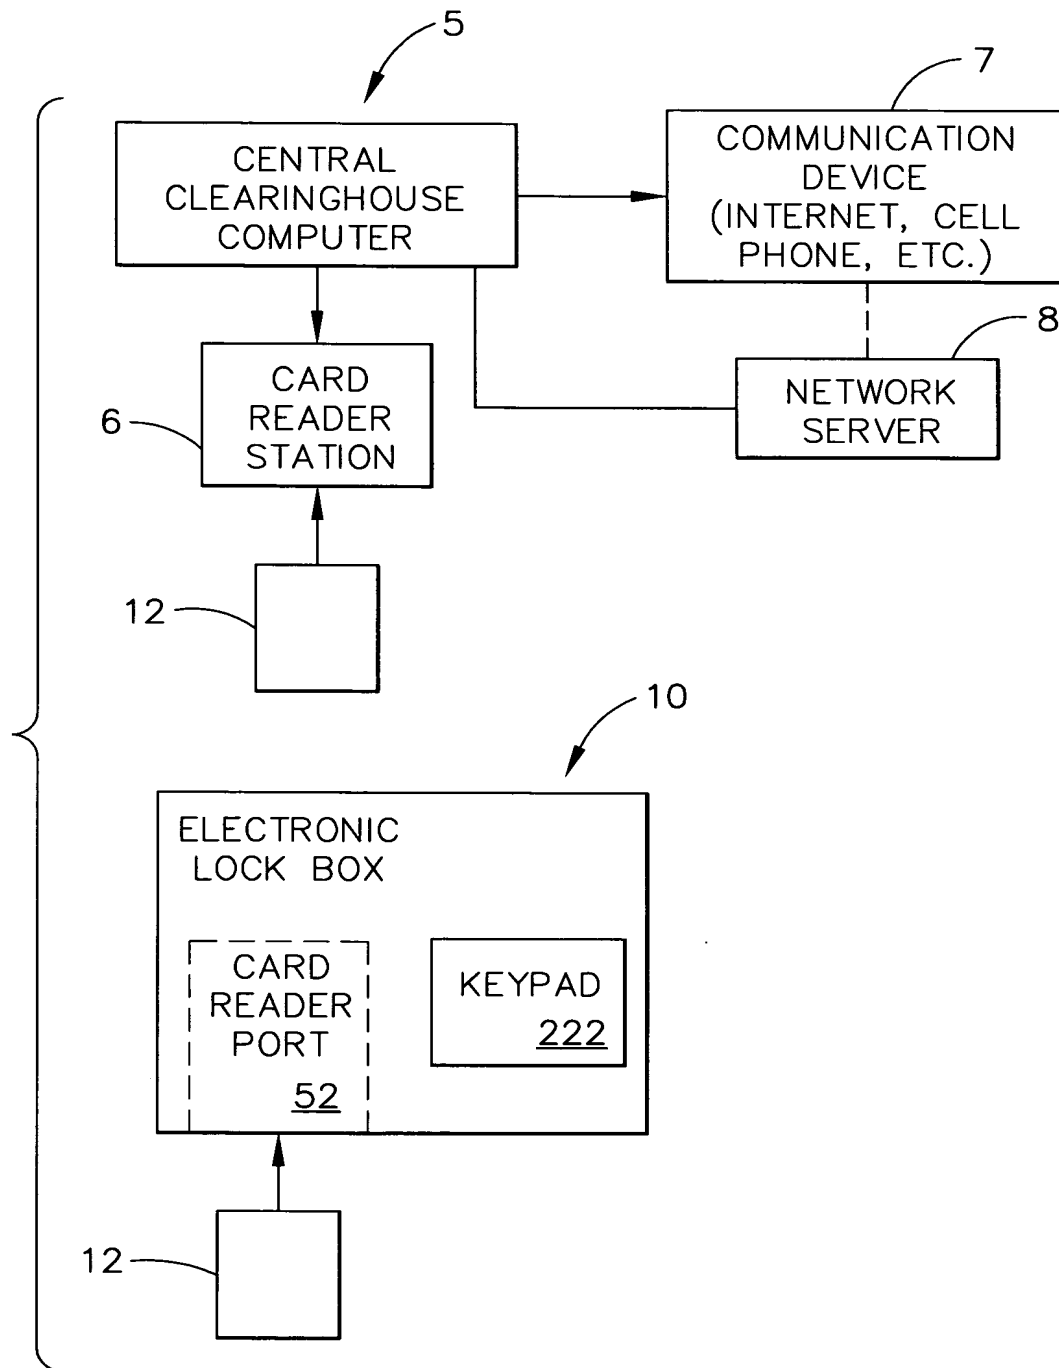 5
7
CENTRAL
CLEARINGHOUSE
COMPUTER
COMMUNICATION
DEVICE
(INTERNET, CELL
PHONE, ETC.)
8
6
CARD
READER
STATION
NETWORK
SERVER
12
10
ELECTRONIC
LOCK BOX
CARD
READER
PORT
52
KEYPAD
222
12